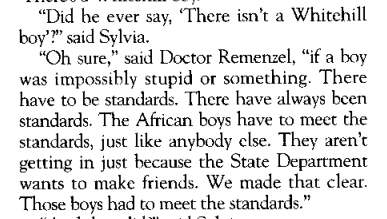 "Did he ever say, 'There isn't a Whitehill
boy'?" said Sylvia.
"Oh sure," said Doctor Remenzel, "if a boy
was impossibly stupid or something. There
have to be standards. There have always been
standards. The African boys have to meet the
standards, just like anybody else. They aren't
getting in just because the State Department
wants to make friends. We made that clear.
Those boys had to meet the standards."